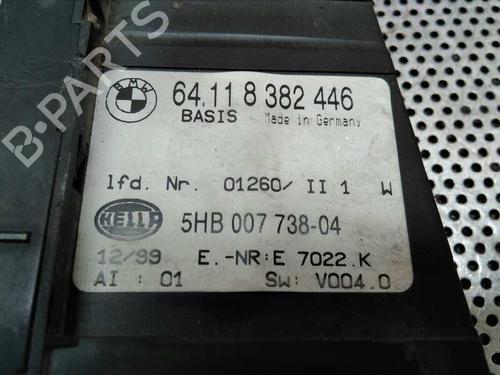 BMW
64.11 8 382 446
BASIS Made in Germany
lfd. Nr. 01260/ II 1 W
HELLA
5HB 007 738-04
12/99 E.-NR:E 7022.K
AI : 01 SW: V004.0
B-PARTS